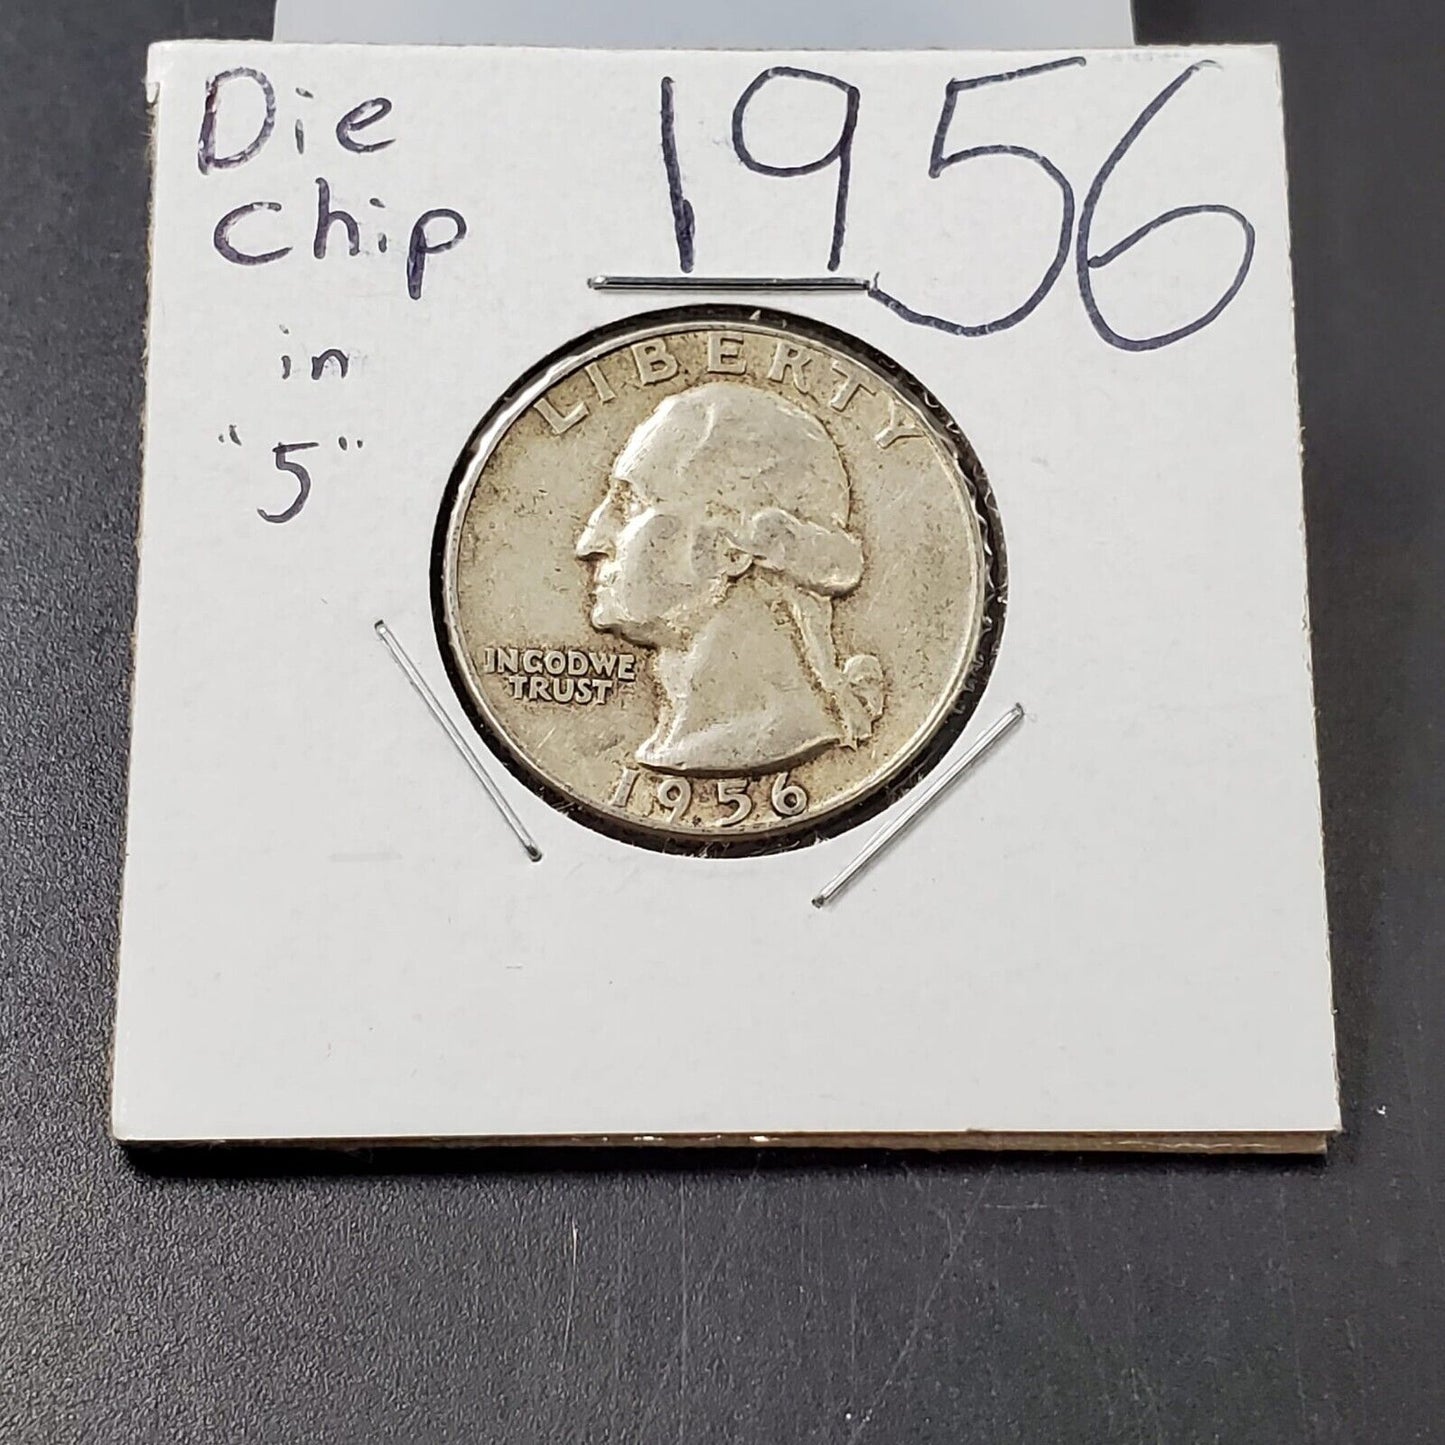 Die
chip
in
"5"
1956
LIBERTY
IN GOD WE
TRUST
1956